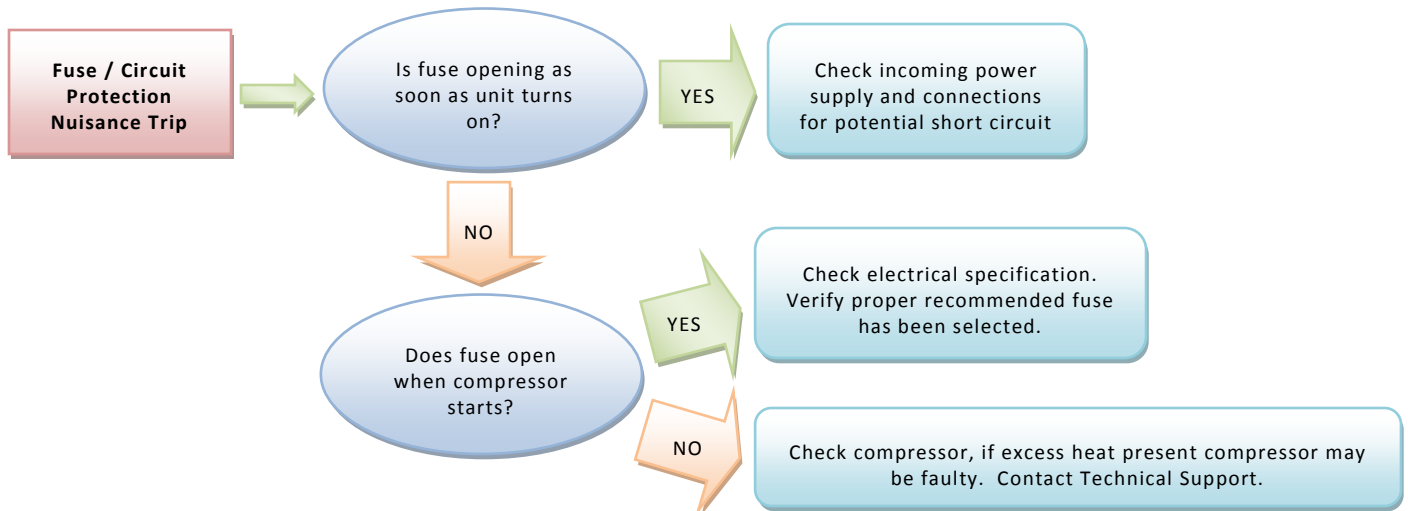 Fuse / Circuit
Protection
Nuisance Trip
Is fuse opening as
soon as unit turns
on?
YES
Check incoming power
supply and connections
for potential short circuit
NO
Does fuse open
when compressor
starts?
YES
Check electrical specification.
Verify proper recommended fuse
has been selected.
NO
Check compressor, if excess heat present compressor may
be faulty.  Contact Technical Support.